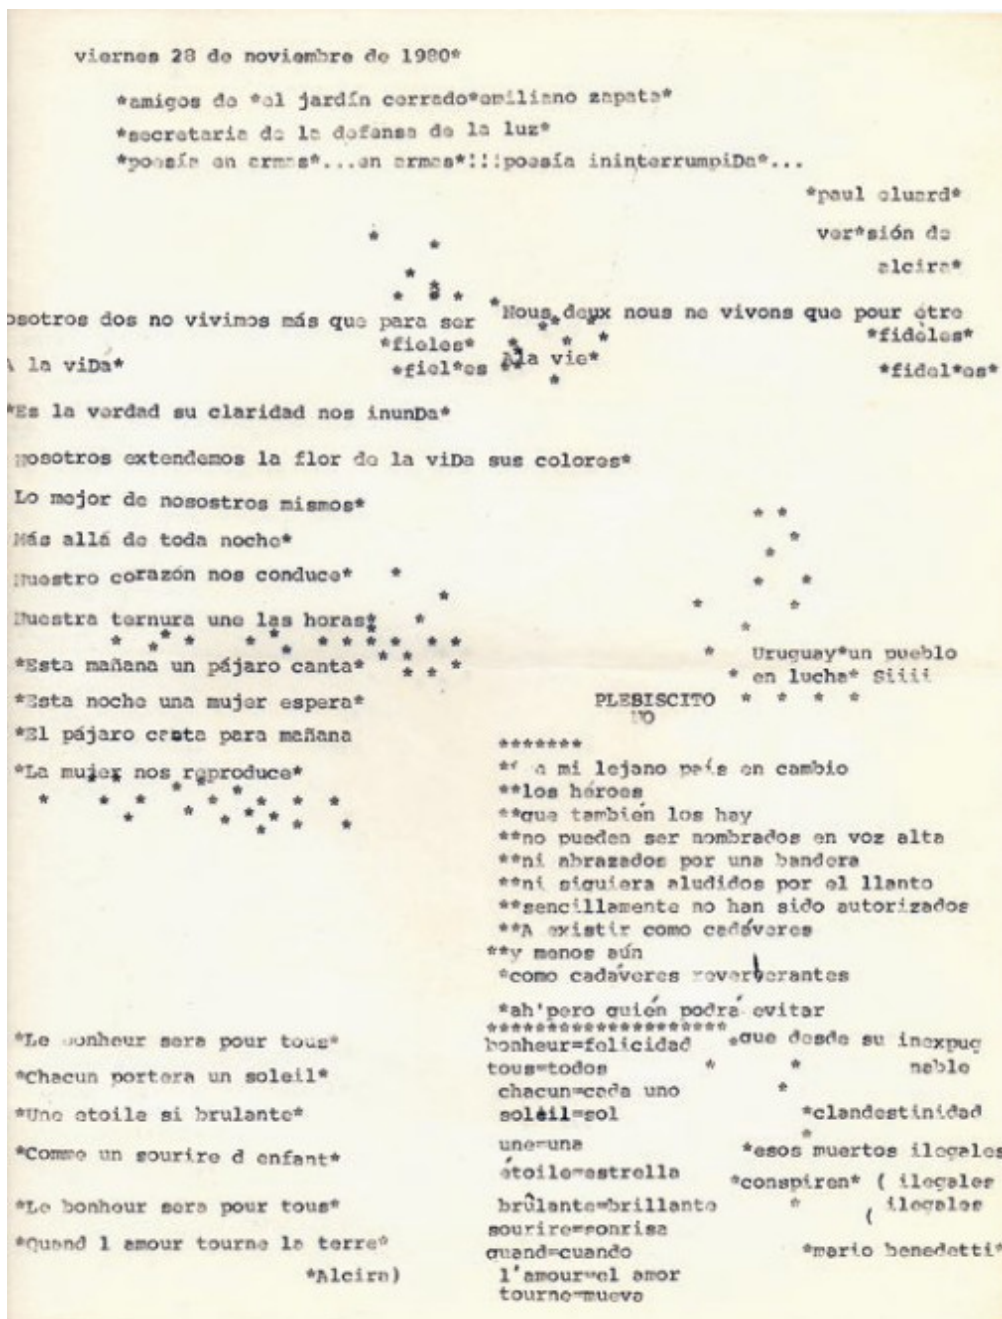 viernes 28 de noviembre de 1980*
*amigos de *el jardín cerrado*emiliano zapata*
*secretaria de la defensa de la luz*
*poesía en armas*...en armas*!!!poesía ininterrumpiDa*...
*paul eluard*
ver*sión de
alcira*
osotros dos no vivimos más que para ser
*fieles*
A la viDa*
*fiel*es
*Nous deux nous ne vivons que pour étre
*fidèles*
Ala vie*
*fidel*es*
*Es la verdad su claridad nos inunDa*
Nosotros extendemos la flor de la viDa sus colores*
Lo mejor de nosostros mismos*
Más allá de toda noche*
Nuestro corazón nos conduce*
Nuestra ternura une las horas*
*Esta mañana un pájaro canta*
*Esta noche una mujer espera*
*El pájaro canta para mañana
*La mujer nos reproduce*
Uruguay*un pueblo
* en lucha* Siiii
PLEBISCITO
NO
*******
a mi lejano país en cambio
**los héroes
**que también los hay
**no pueden ser nombrados en voz alta
**ni abrazados por una bandera
**ni siquiera aludidos por el llanto
**sencillamente no han sido autorizados
**A existir como cadáveres
**y menos aún
*como cadáveres reverberantes
*ah'pero quién podrá evitar
********************
*que desde su inexpug
nable
*clandestinidad
*esos muertos ilegales
*conspiren* ( ilegales
( ilegales
*mario benedetti*
*Le bonheur sera pour tous*
*Chacun portera un soleil*
*Une etoile si brulante*
*Comme un sourire d enfant*
*Le bonheur sera pour tous*
*Quand l amour tourne la terre*
*Alcira)
bonheur=felicidad
tous=todos
chacun=cada uno
soleil=sol
une=una
étoile=estrella
brûlante=brillante
sourire=sonrisa
quand=cuando
l'amour=el amor
tourne=mueva